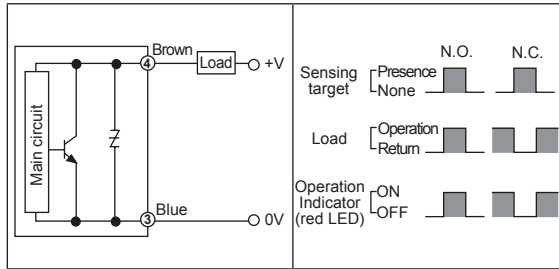 Main circuit
④ Brown
Load
+V
③ Blue
0V
N.O. N.C.
Sensing target
Presence
None
Load
Operation
Return
Operation
Indicator
(red LED)
ON
OFF